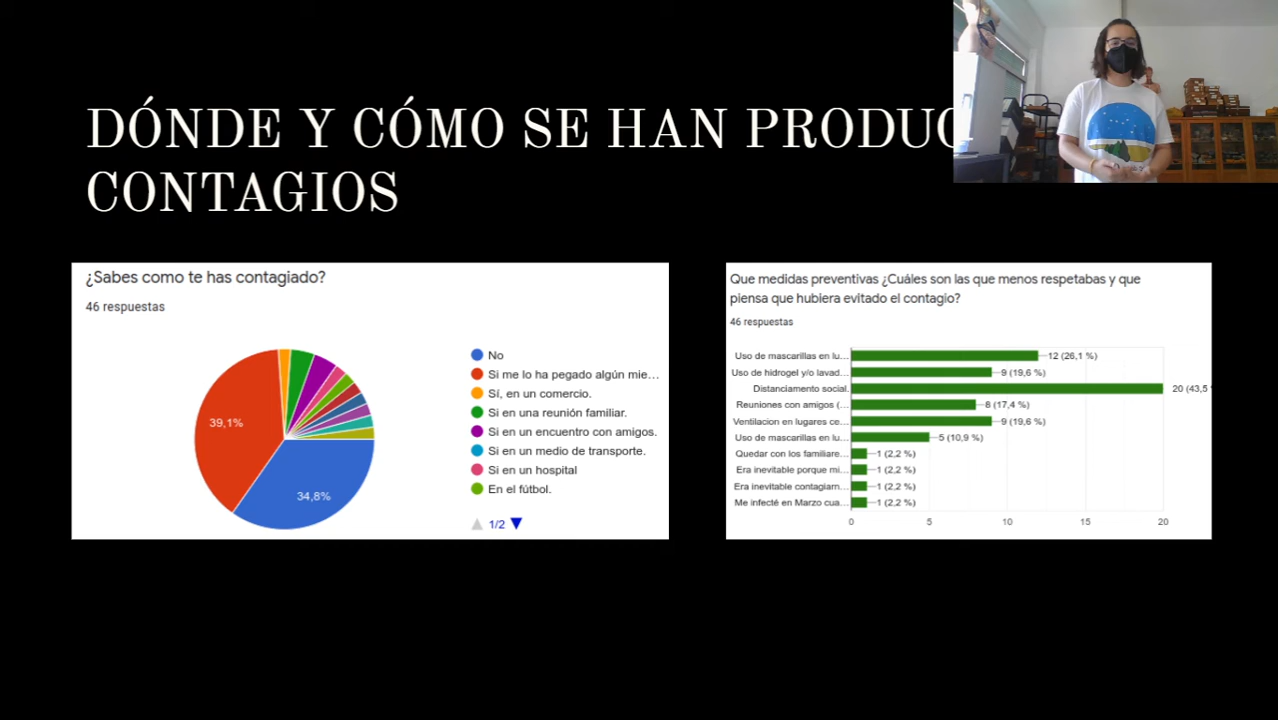 DÓNDE Y CÓMO SE HAN PRODUC
CONTAGIOS
¿Sabes como te has contagiado?
46 respuestas
39,1%
34,8%
No
Si me lo ha pegado algún mie…
Sí, en un comercio.
Si en una reunión familiar.
Si en un encuentro con amigos.
Si en un medio de transporte.
Si en un hospital
En el fútbol.
1/2
Que medidas preventivas ¿Cuáles son las que menos respetabas y que
piensa que hubiera evitado el contagio?
46 respuestas
Uso de mascarillas en lu… 12 (26,1 %)
Uso de hidrogel y/o lavad… 9 (19,6 %)
Distanciamiento social. 20 (43,5
Reuniones con amigos (… 8 (17,4 %)
Ventilacion en lugares ce… 9 (19,6 %)
Uso de mascarillas en lu… 5 (10,9 %)
Quedar con los familiare… 1 (2,2 %)
Era inevitable porque mi… 1 (2,2 %)
Era inevitable contagiarn… 1 (2,2 %)
Me infecté en Marzo cua… 1 (2,2 %)
0 5 10 15 20